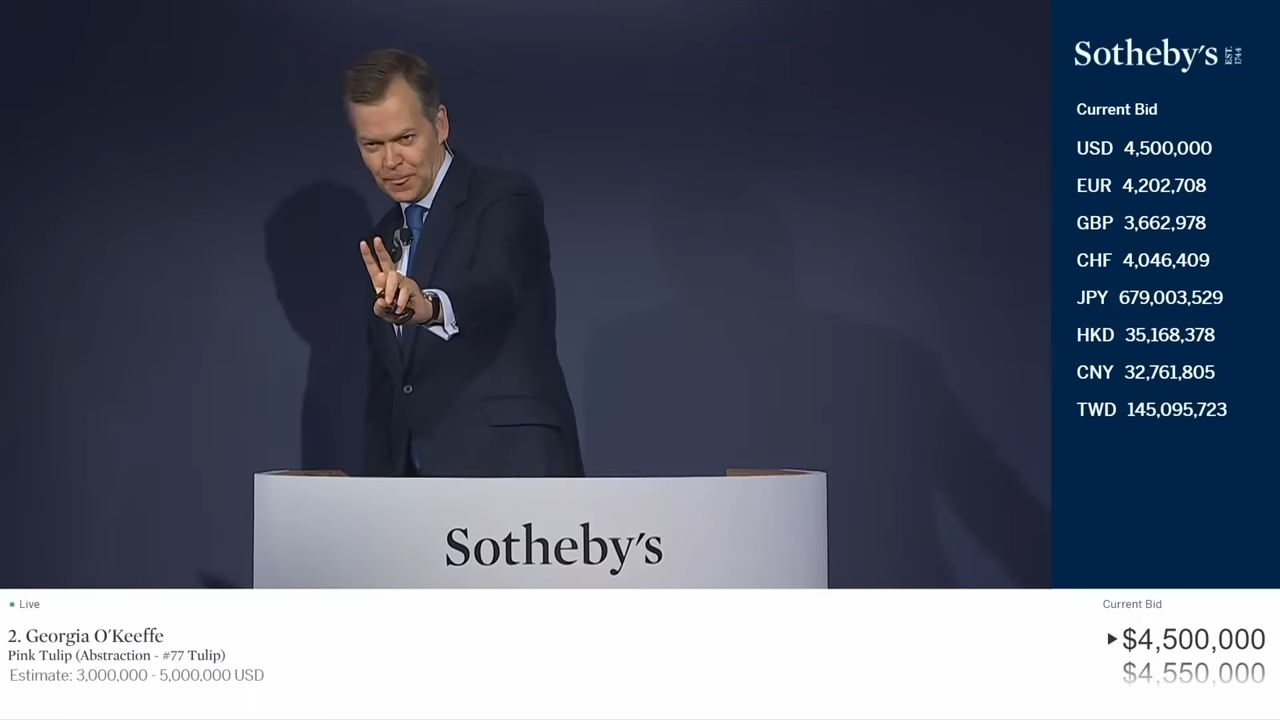 Sotheby's EST. 1744
Current Bid
USD 4,500,000
EUR 4,202,708
GBP 3,662,978
CHF 4,046,409
JPY 679,003,529
HKD 35,168,378
CNY 32,761,805
TWD 145,095,723
Sotheby's
Live
2. Georgia O'Keeffe
Pink Tulip (Abstraction - #77 Tulip)
Estimate: 3,000,000 - 5,000,000 USD
Current Bid
$4,500,000
$4,550,000